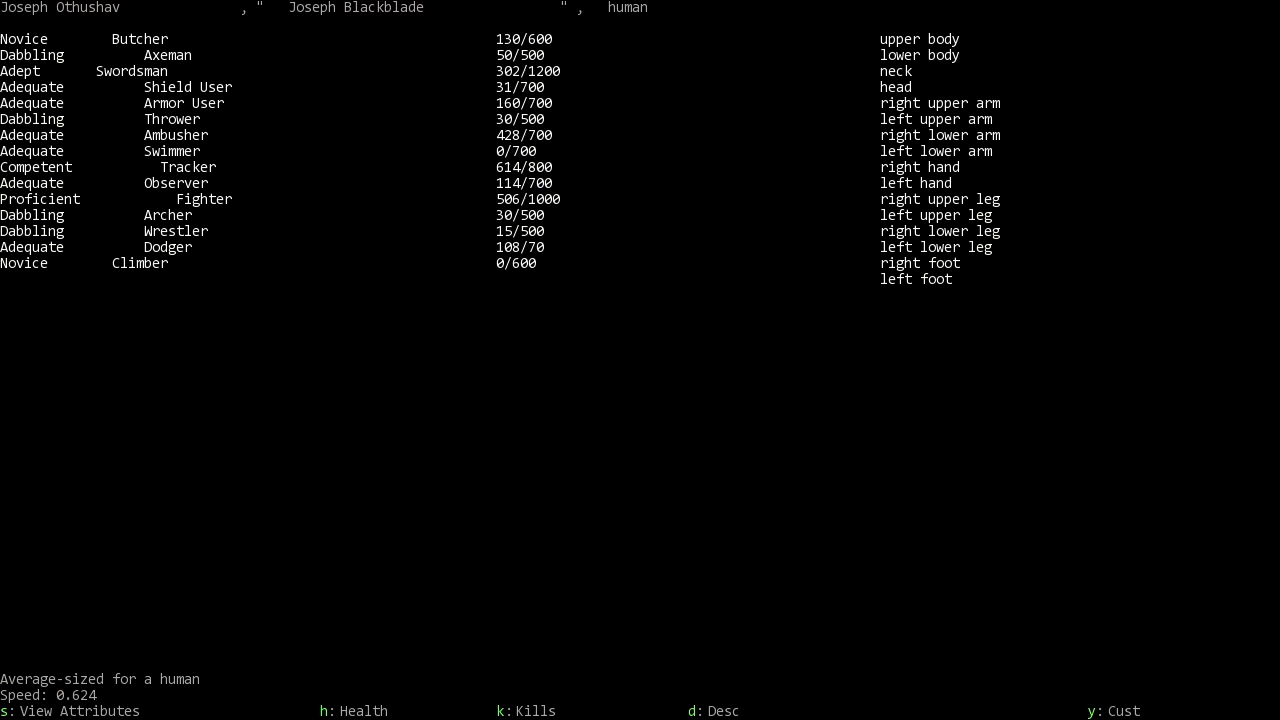 Joseph Othushav , " Joseph Blackblade " , human
Novice Butcher 130/600 upper body
Dabbling Axeman 50/500 lower body
Adept Swordsman 302/1200 neck
Adequate Shield User 31/700 head
Adequate Armor User 160/700 right upper arm
Dabbling Thrower 30/500 left upper arm
Adequate Ambusher 428/700 right lower arm
Adequate Swimmer 0/700 left lower arm
Competent Tracker 614/800 right hand
Adequate Observer 114/700 left hand
Proficient Fighter 506/1000 right upper leg
Dabbling Archer 30/500 left upper leg
Dabbling Wrestler 15/500 right lower leg
Adequate Dodger 108/70 left lower leg
Novice Climber 0/600 right foot
left foot
Average-sized for a human
Speed: 0.624
s: View Attributes h: Health k: Kills d: Desc y: Cust